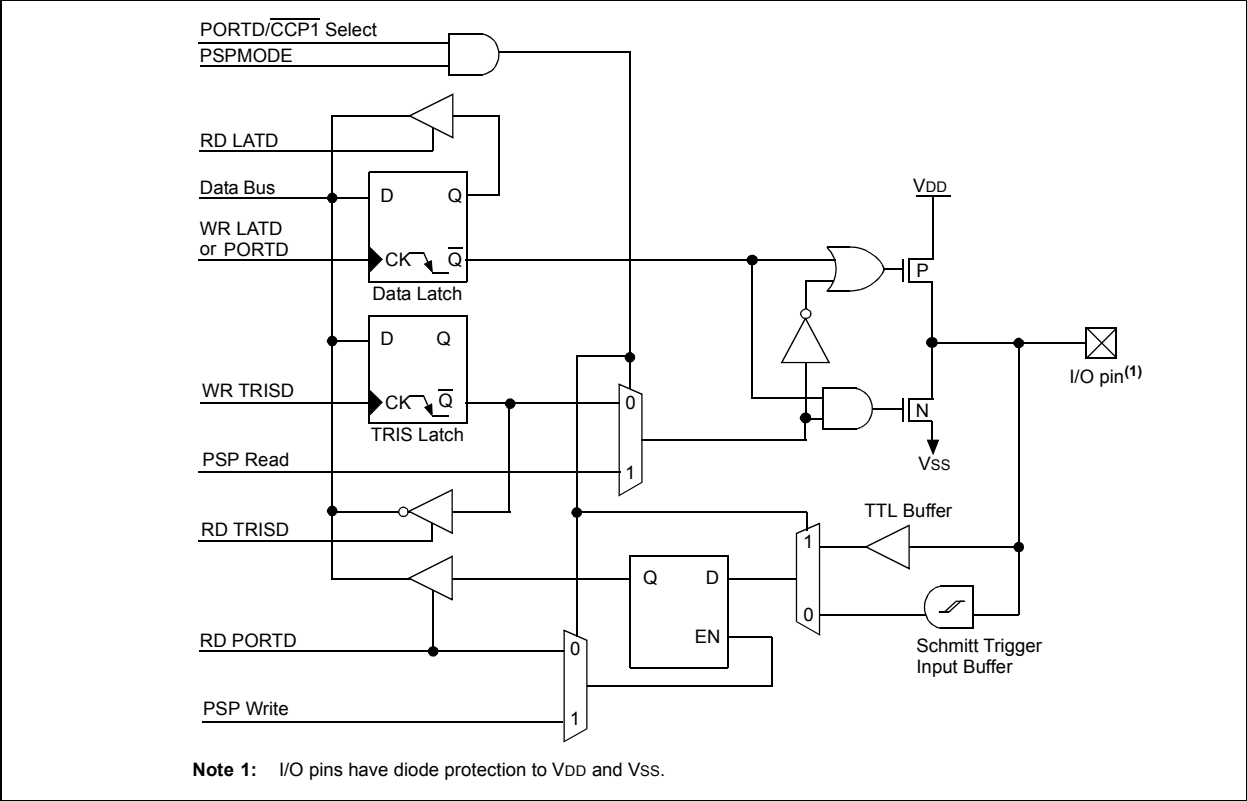 PORTD/CCP1 Select
PSPMODE
RD LATD
Data Bus
D Q
WR LATD
or PORTD
CK Q
Data Latch
VDD
P
D Q
WR TRISD
CK Q
TRIS Latch
0
I/O pin(1)
N
VSS
PSP Read
1
RD TRISD
TTL Buffer
1
Q D
0
EN
RD PORTD
0
Schmitt Trigger
Input Buffer
PSP Write
1
Note 1: I/O pins have diode protection to VDD and VSS.